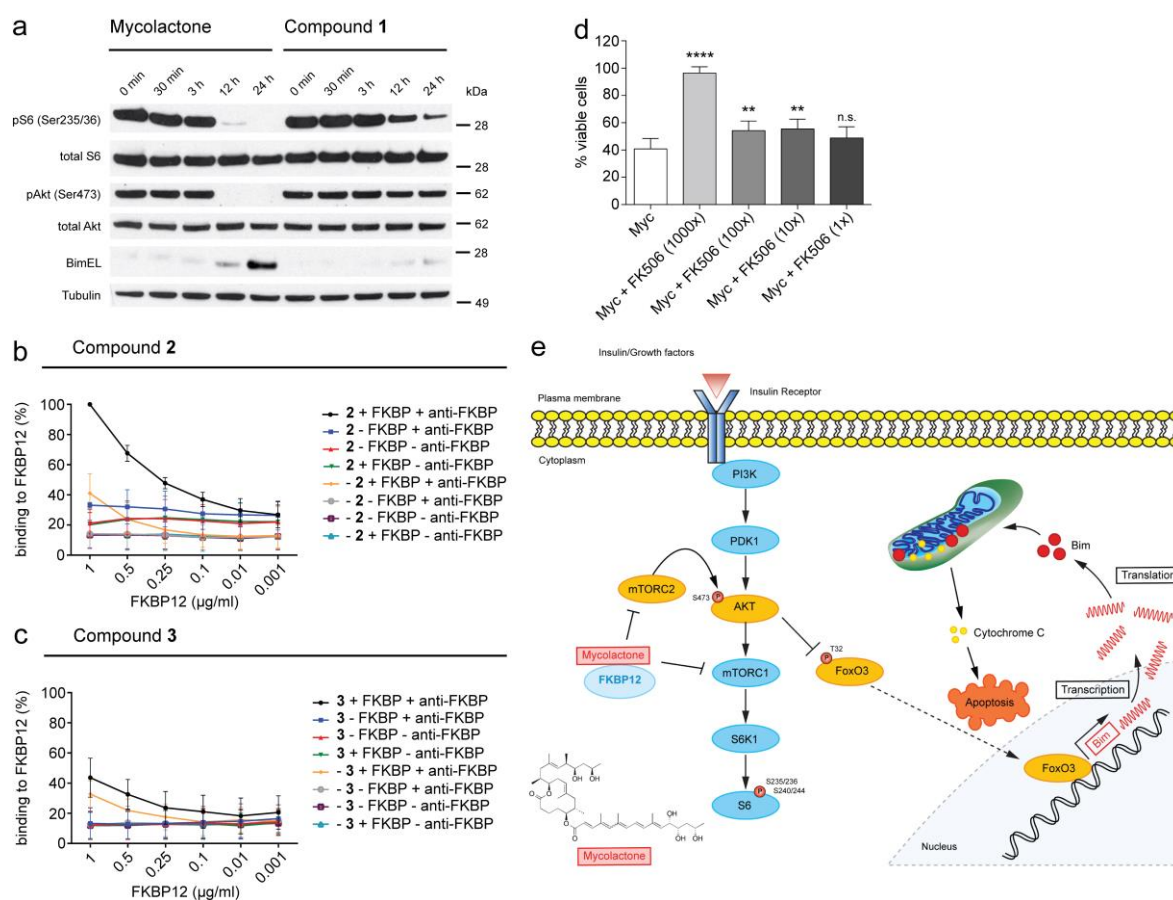 a
Mycolactone
Compound 1
0 min
30 min
3 h
12 h
24 h
0 min
30 min
3 h
12 h
24 h
kDa
pS6 (Ser235/36)
28
total S6
28
pAkt (Ser473)
62
total Akt
62
BimEL
28
Tubulin
49
b
Compound 2
binding to FKBP12 (%)
100
80
60
40
20
0
1
0.5
0.25
0.1
0.01
0.001
FKBP12 (µg/ml)
2 + FKBP + anti-FKBP
2 - FKBP + anti-FKBP
2 - FKBP - anti-FKBP
2 + FKBP - anti-FKBP
- 2 + FKBP + anti-FKBP
- 2 - FKBP + anti-FKBP
- 2 - FKBP - anti-FKBP
- 2 + FKBP - anti-FKBP
c
Compound 3
binding to FKBP12 (%)
100
80
60
40
20
0
1
0.5
0.25
0.1
0.01
0.001
FKBP12 (µg/ml)
3 + FKBP + anti-FKBP
3 - FKBP + anti-FKBP
3 - FKBP - anti-FKBP
3 + FKBP - anti-FKBP
- 3 + FKBP + anti-FKBP
- 3 - FKBP + anti-FKBP
- 3 - FKBP - anti-FKBP
- 3 + FKBP - anti-FKBP
d
% viable cells
120
100
80
60
40
20
0
****
**
**
n.s.
Myc
Myc + FK506 (1000x)
Myc + FK506 (100x)
Myc + FK506 (10x)
Myc + FK506 (1x)
e
Insulin/Growth factors
Insulin Receptor
Plasma membrane
Cytoplasm
PI3K
PDK1
mTORC2
S473
P
AKT
Mycolactone
FKBP12
mTORC1
P
T32
FoxO3
S6K1
S235/236
S240/244
P
S6
Bim
Translation
Cytochrome C
Apoptosis
Transcription
Bim
FoxO3
Nucleus
O
O
OH
OH
O
O
OH
OH
OH
Mycolactone